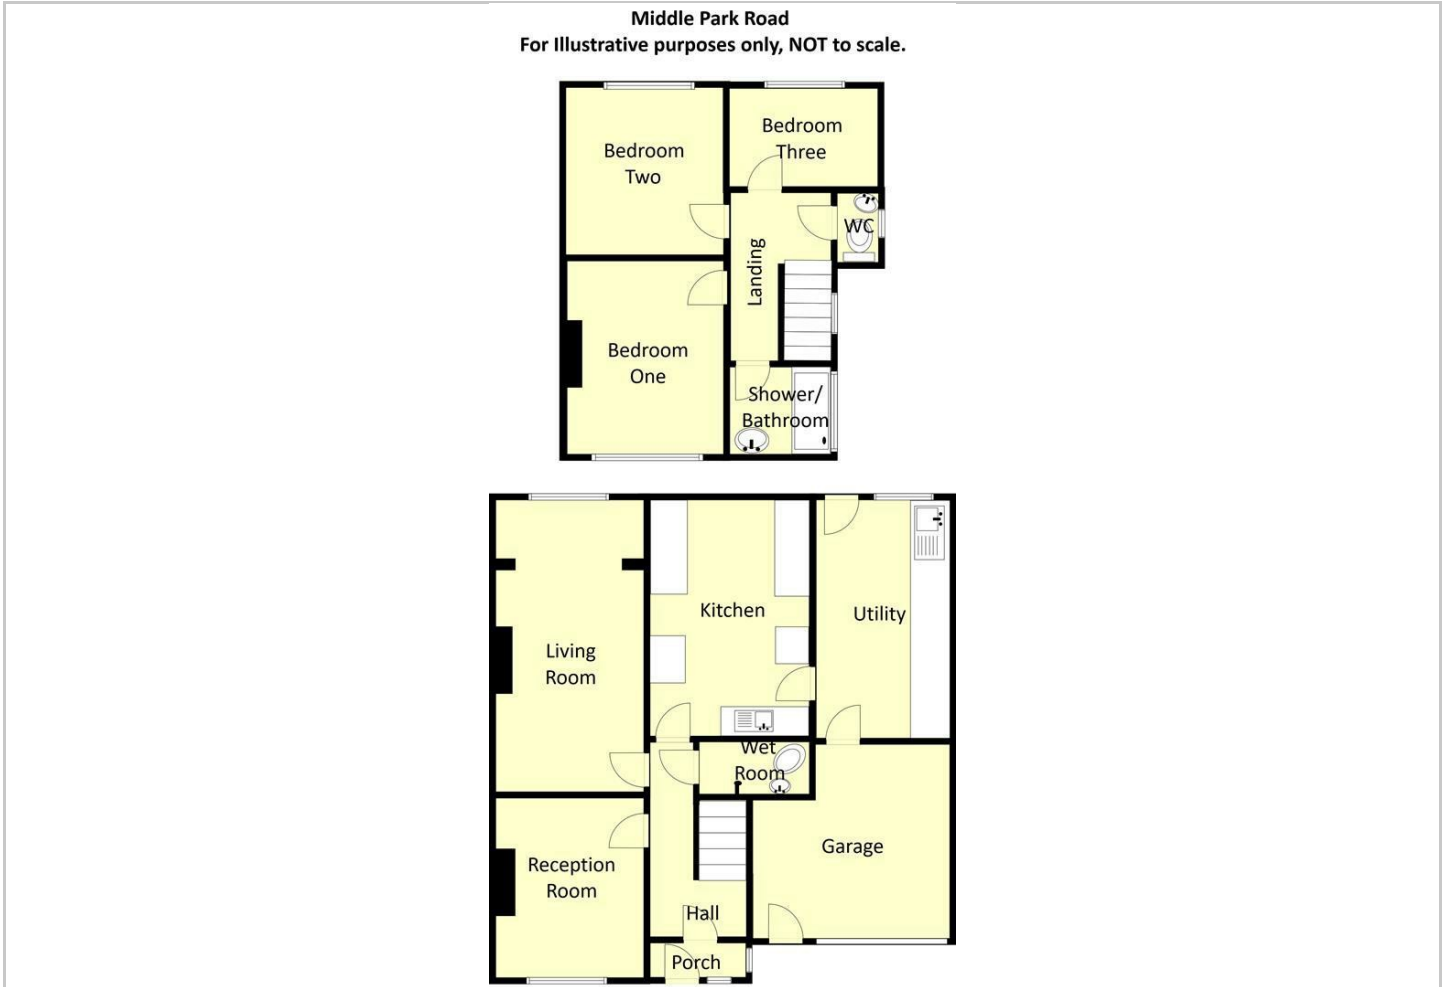 Middle Park Road
For Illustrative purposes only, NOT to scale.
Bedroom
Two
Bedroom
Three
WC
Landing
Bedroom
One
Shower/
Bathroom
Kitchen
Utility
Living
Room
Wet
Room
Garage
Reception
Room
Hall
Porch